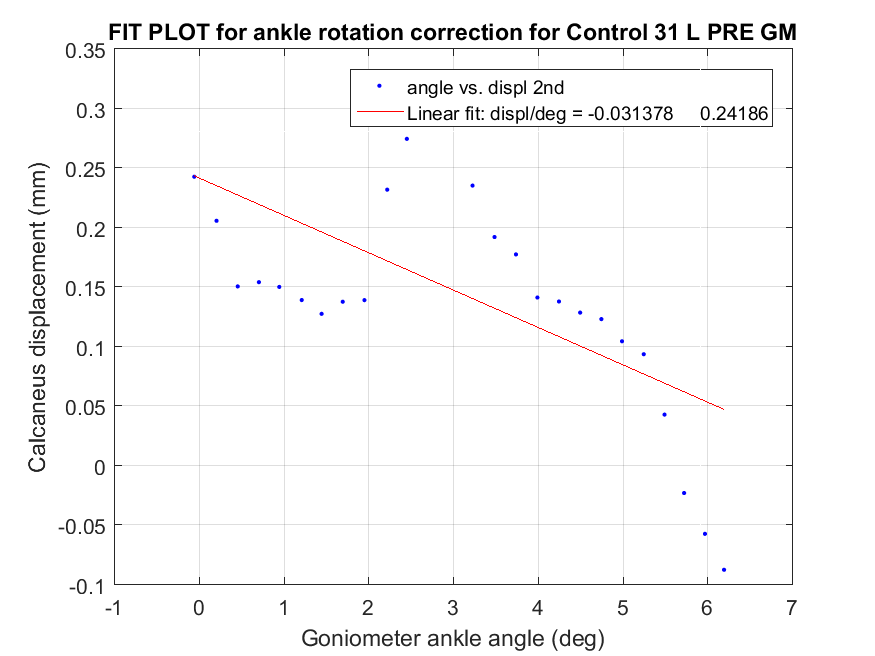 FIT PLOT for ankle rotation correction for Control 31 L PRE GM
angle vs. displ 2nd
Linear fit: displ/deg = -0.031378 0.24186
0.35
0.3
0.25
0.2
0.15
0.1
0.05
0
-0.05
-0.1
Calcaneus displacement (mm)
-1 0 1 2 3 4 5 6 7
Goniometer ankle angle (deg)